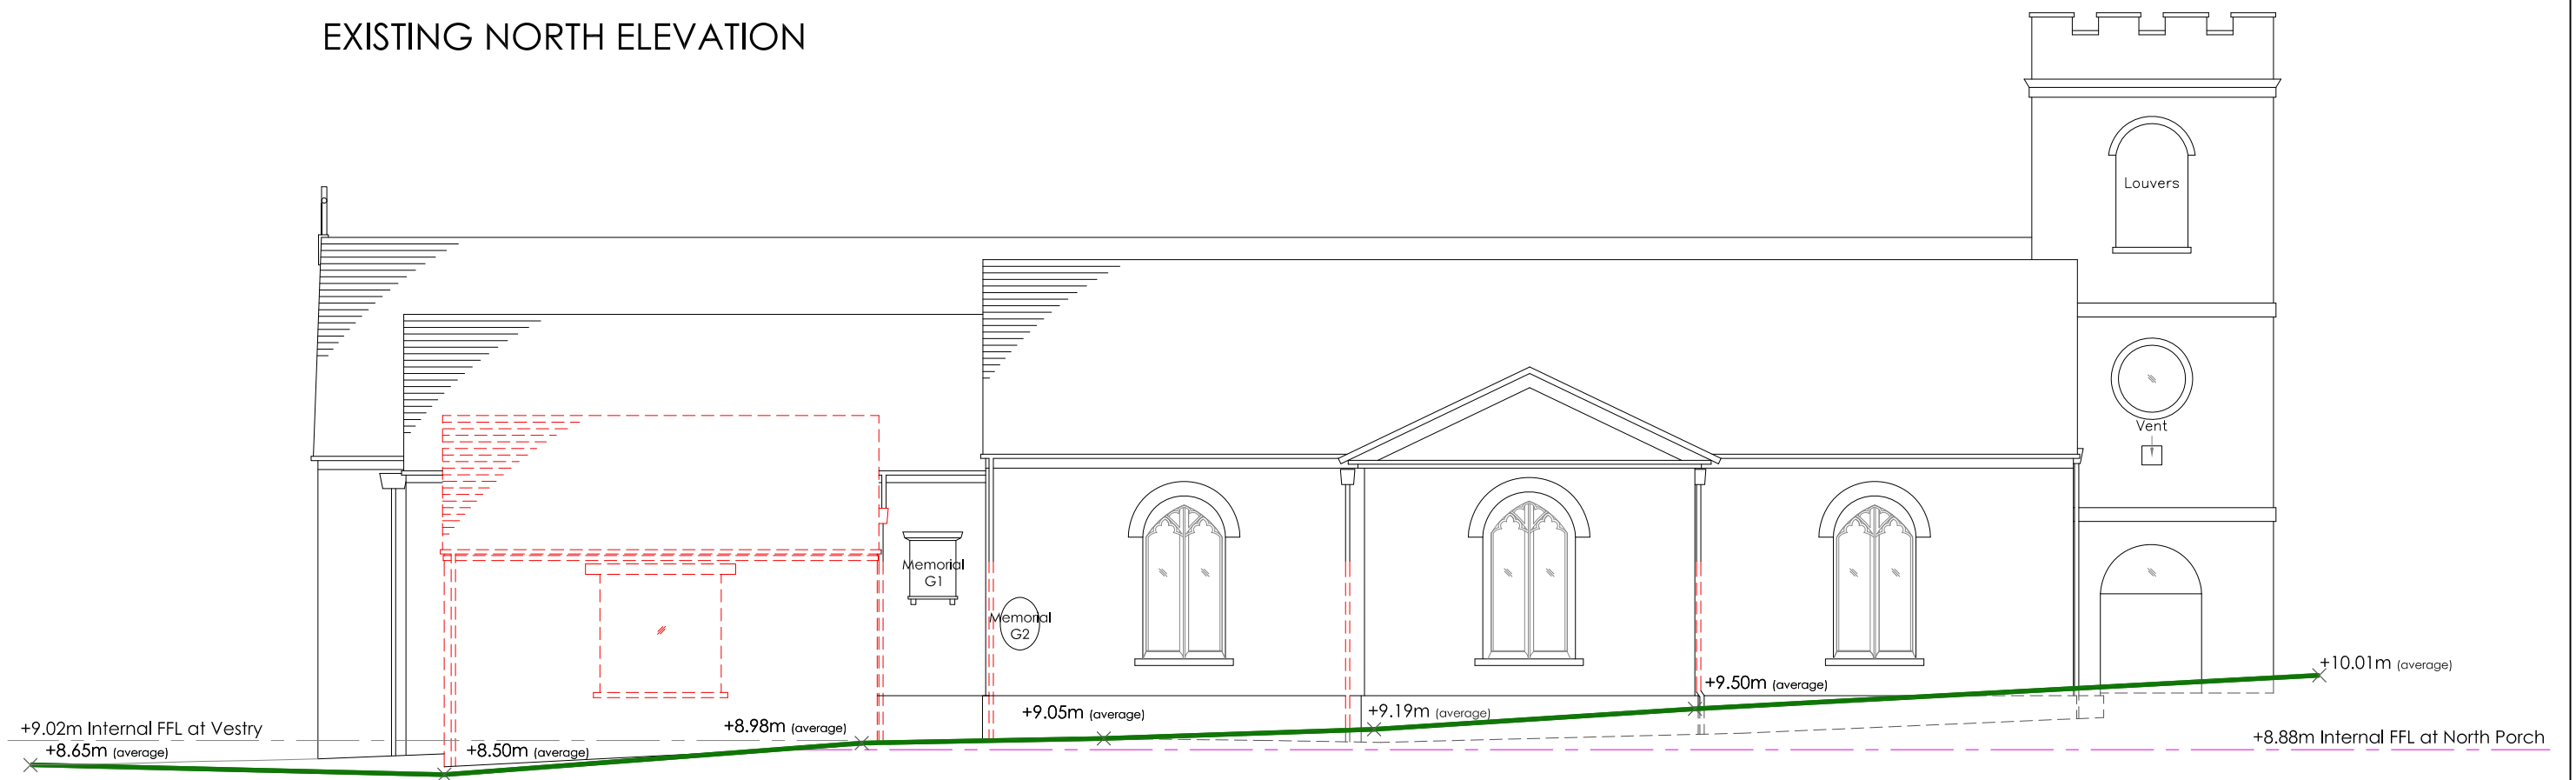 EXISTING NORTH ELEVATION
Louvers
Vent
Memorial
G1
Memorial
G2
+10.01m (average)
+9.50m (average)
+9.19m (average)
+9.05m (average)
+8.98m (average)
+9.02m Internal FFL at Vestry
+8.65m (average)
+8.50m (average)
+8.88m Internal FFL at North Porch